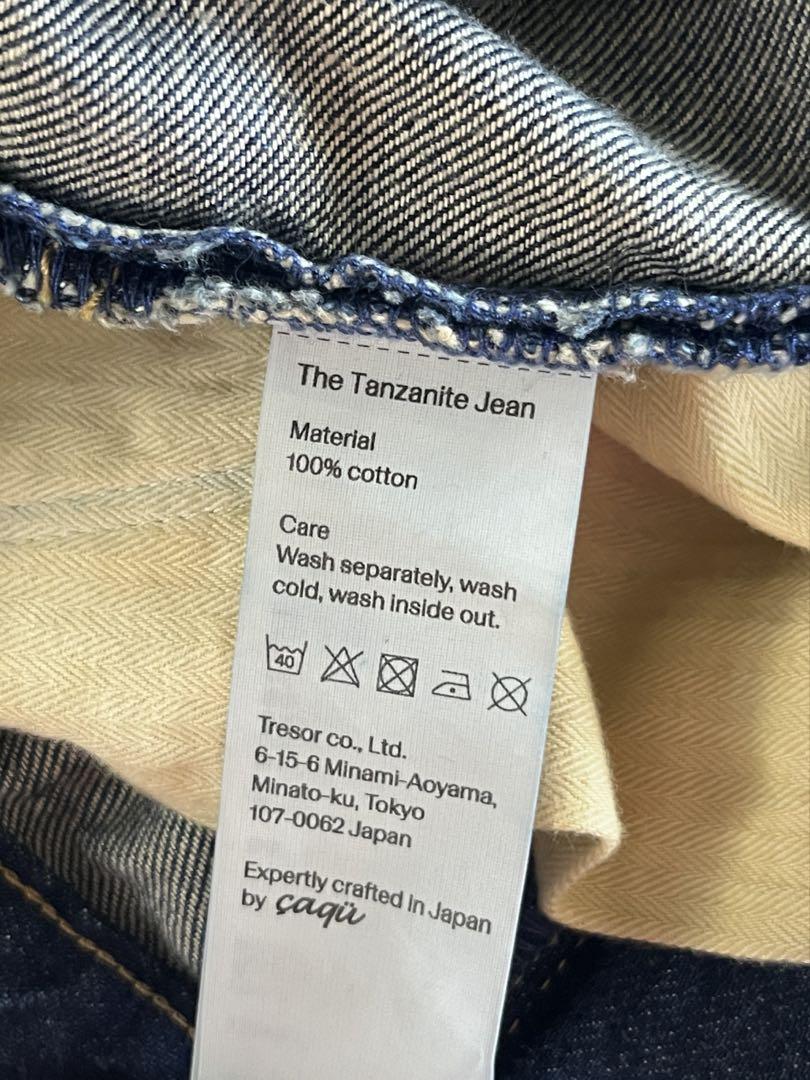 The Tanzanite Jean
Material
100% cotton
Care
Wash separately, wash
cold, wash inside out.
40
Tresor co., Ltd.
6-15-6 Minami-Aoyama,
Minato-ku, Tokyo
107-0062 Japan
Expertly crafted in Japan
by çaqü